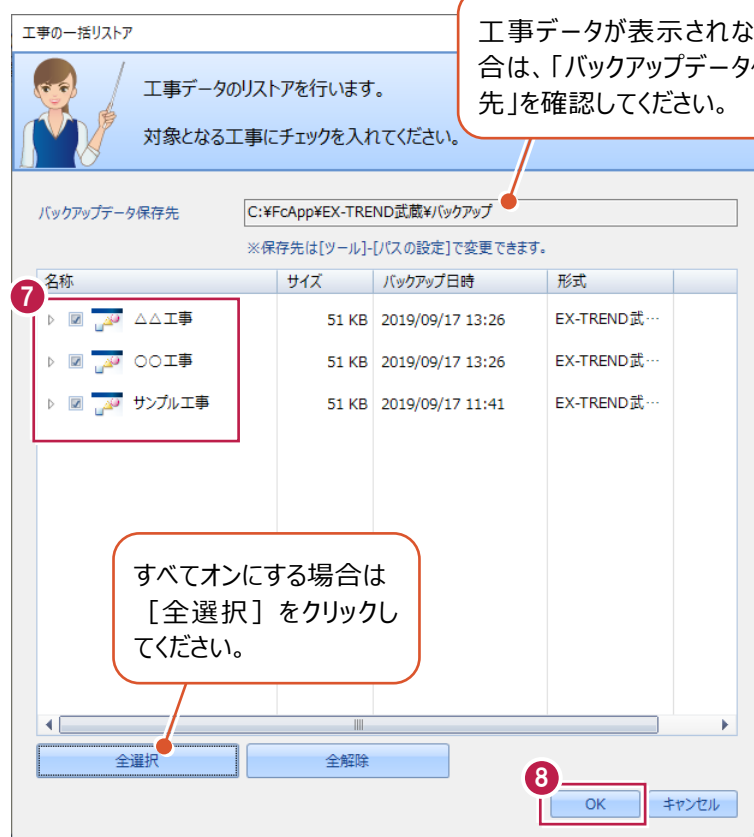 工事の一括リストア
工事データが表示されな
合は、「バックアップデータ
先」を確認してください。
工事データのリストアを行います。
対象となる工事にチェックを入れてください。
バックアップデータ保存先 C:¥FcApp¥EX-TREND武蔵¥バックアップ
※保存先は[ツール]-[パスの設定]で変更できます。
名称 サイズ バックアップ日時 形式
7
△△工事 51 KB 2019/09/17 13:26 EX-TREND武…
○○工事 51 KB 2019/09/17 13:26 EX-TREND武…
サンプル工事 51 KB 2019/09/17 11:41 EX-TREND武…
すべてオンにする場合は
［全選択］をクリックし
てください。
全選択 全解除
8
OK キャンセル